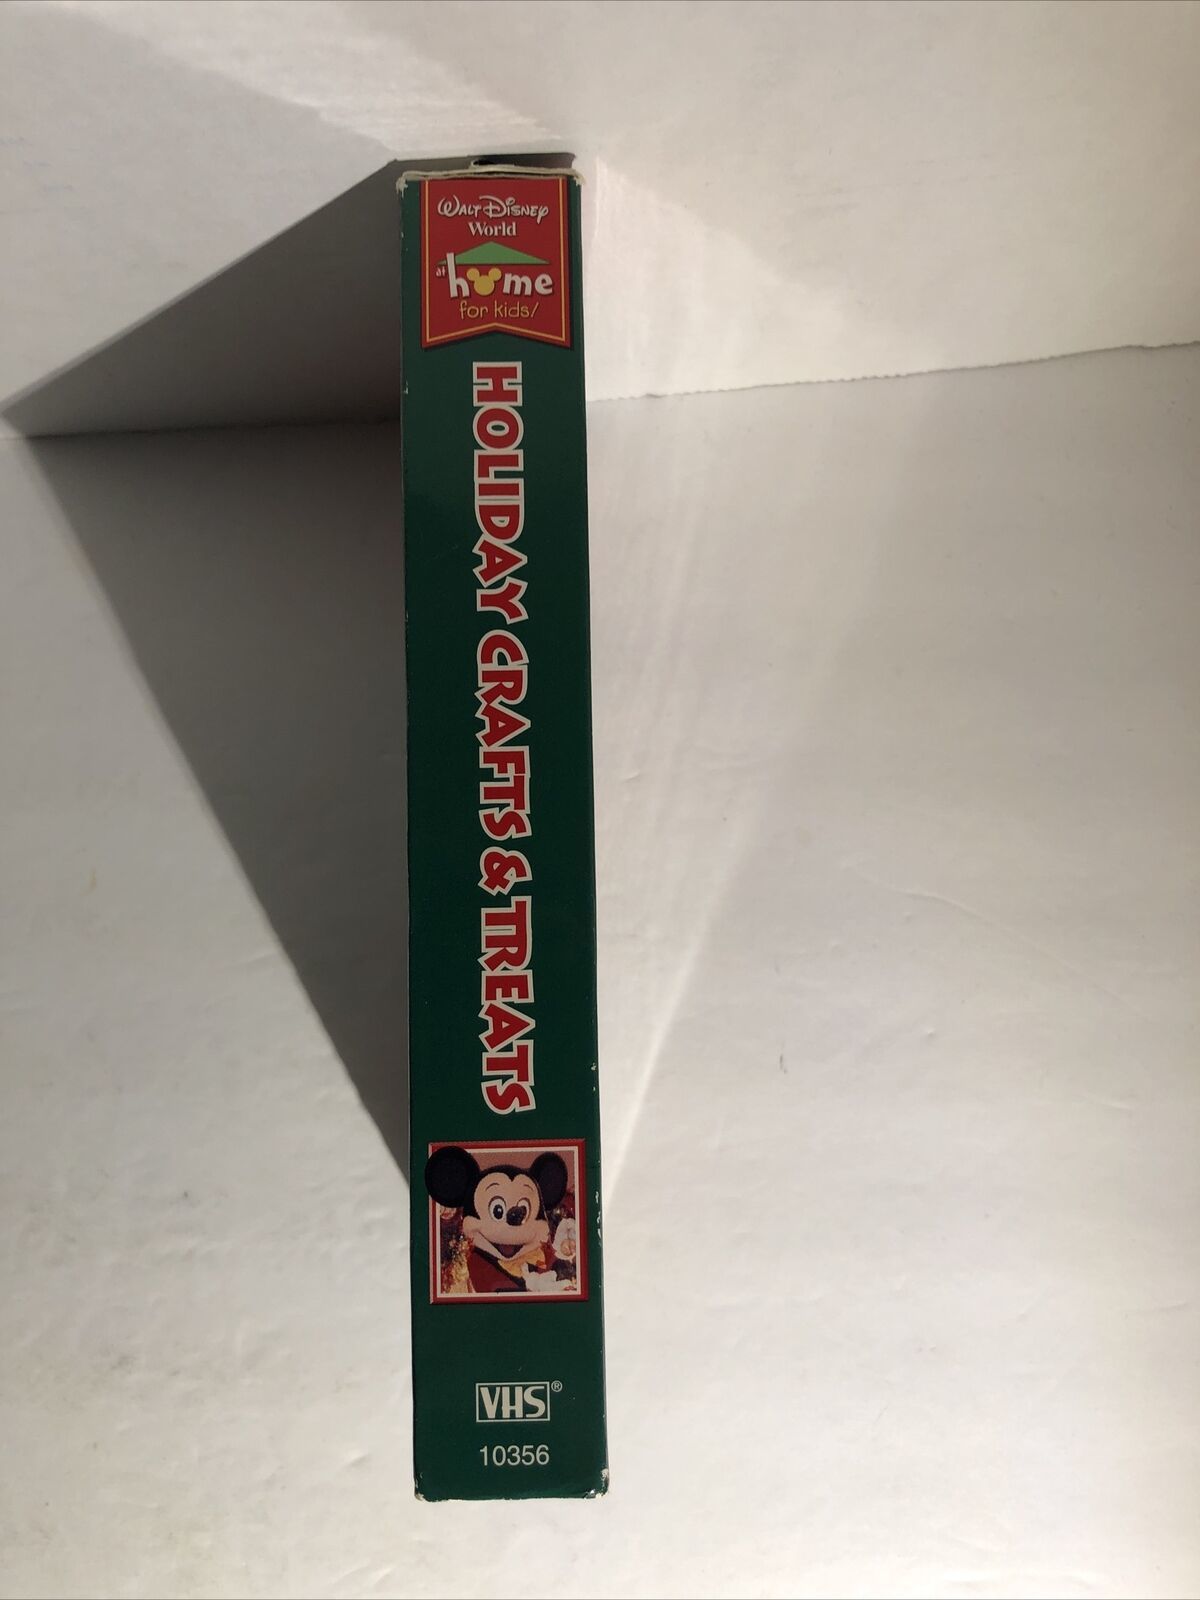 WALT DISNEY
World
at home
for kids!
HOLIDAY CRAFTS & TREATS
VHS®
10356